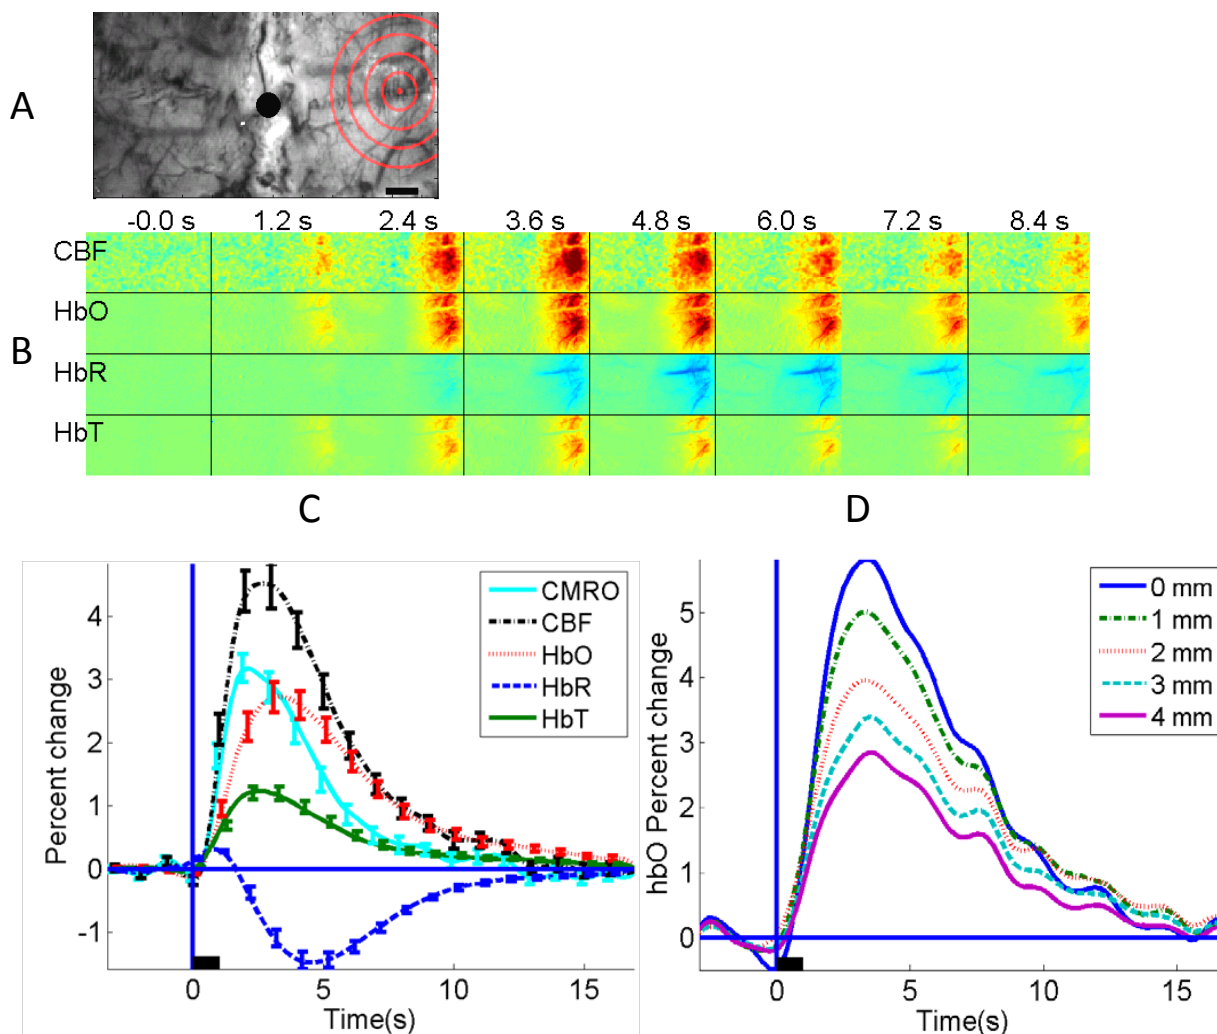 A
-0.0 s 1.2 s 2.4 s 3.6 s 4.8 s 6.0 s 7.2 s 8.4 s
CBF
HbO
B
HbR
HbT
C
D
Percent change
4
3
2
1
0
-1
0 5 10 15
Time(s)
CMRO
CBF
HbO
HbR
HbT
hbO Percent change
5
4
3
2
1
0
0 5 10 15
Time(s)
0 mm
1 mm
2 mm
3 mm
4 mm